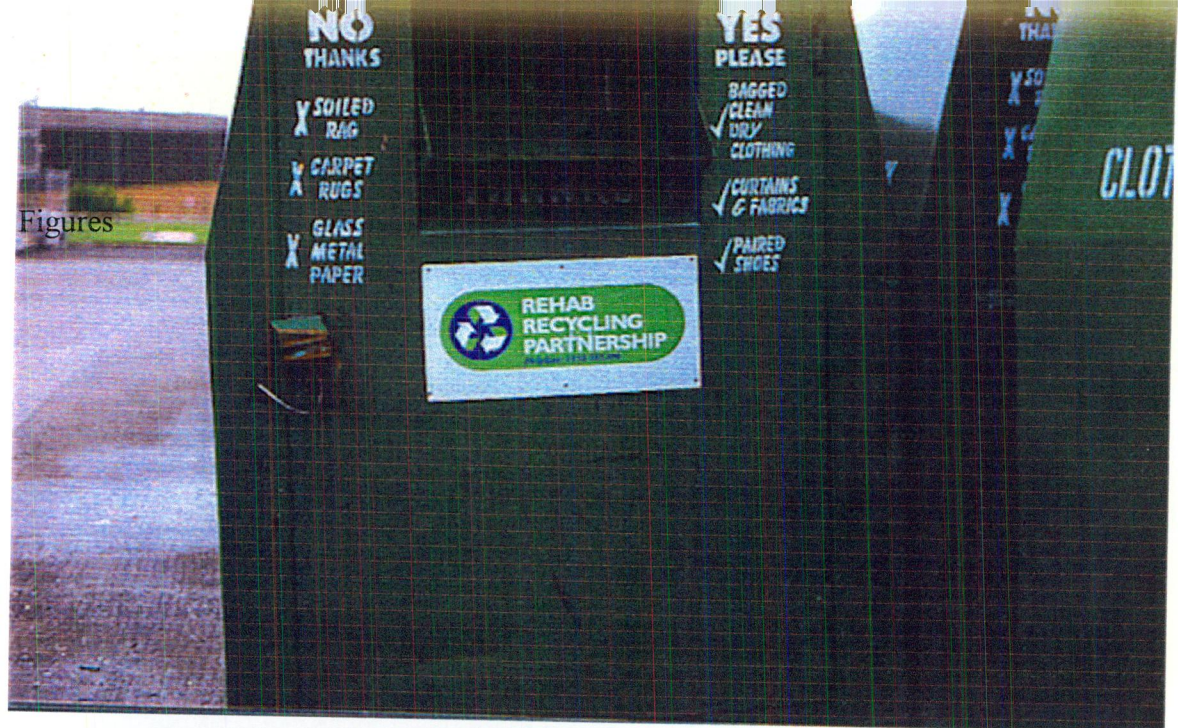 NO
THANKS
X SOILED
RAG
X CARPET
RUGS
X GLASS
METAL
PAPER
YES
PLEASE
✓ BAGGED
CLEAN
DRY
CLOTHING
✓ CURTAINS
& FABRICS
✓ PAIRED
SHOES
REHAB
RECYCLING
PARTNERSHIP
Figures
X
X
X
CLOT